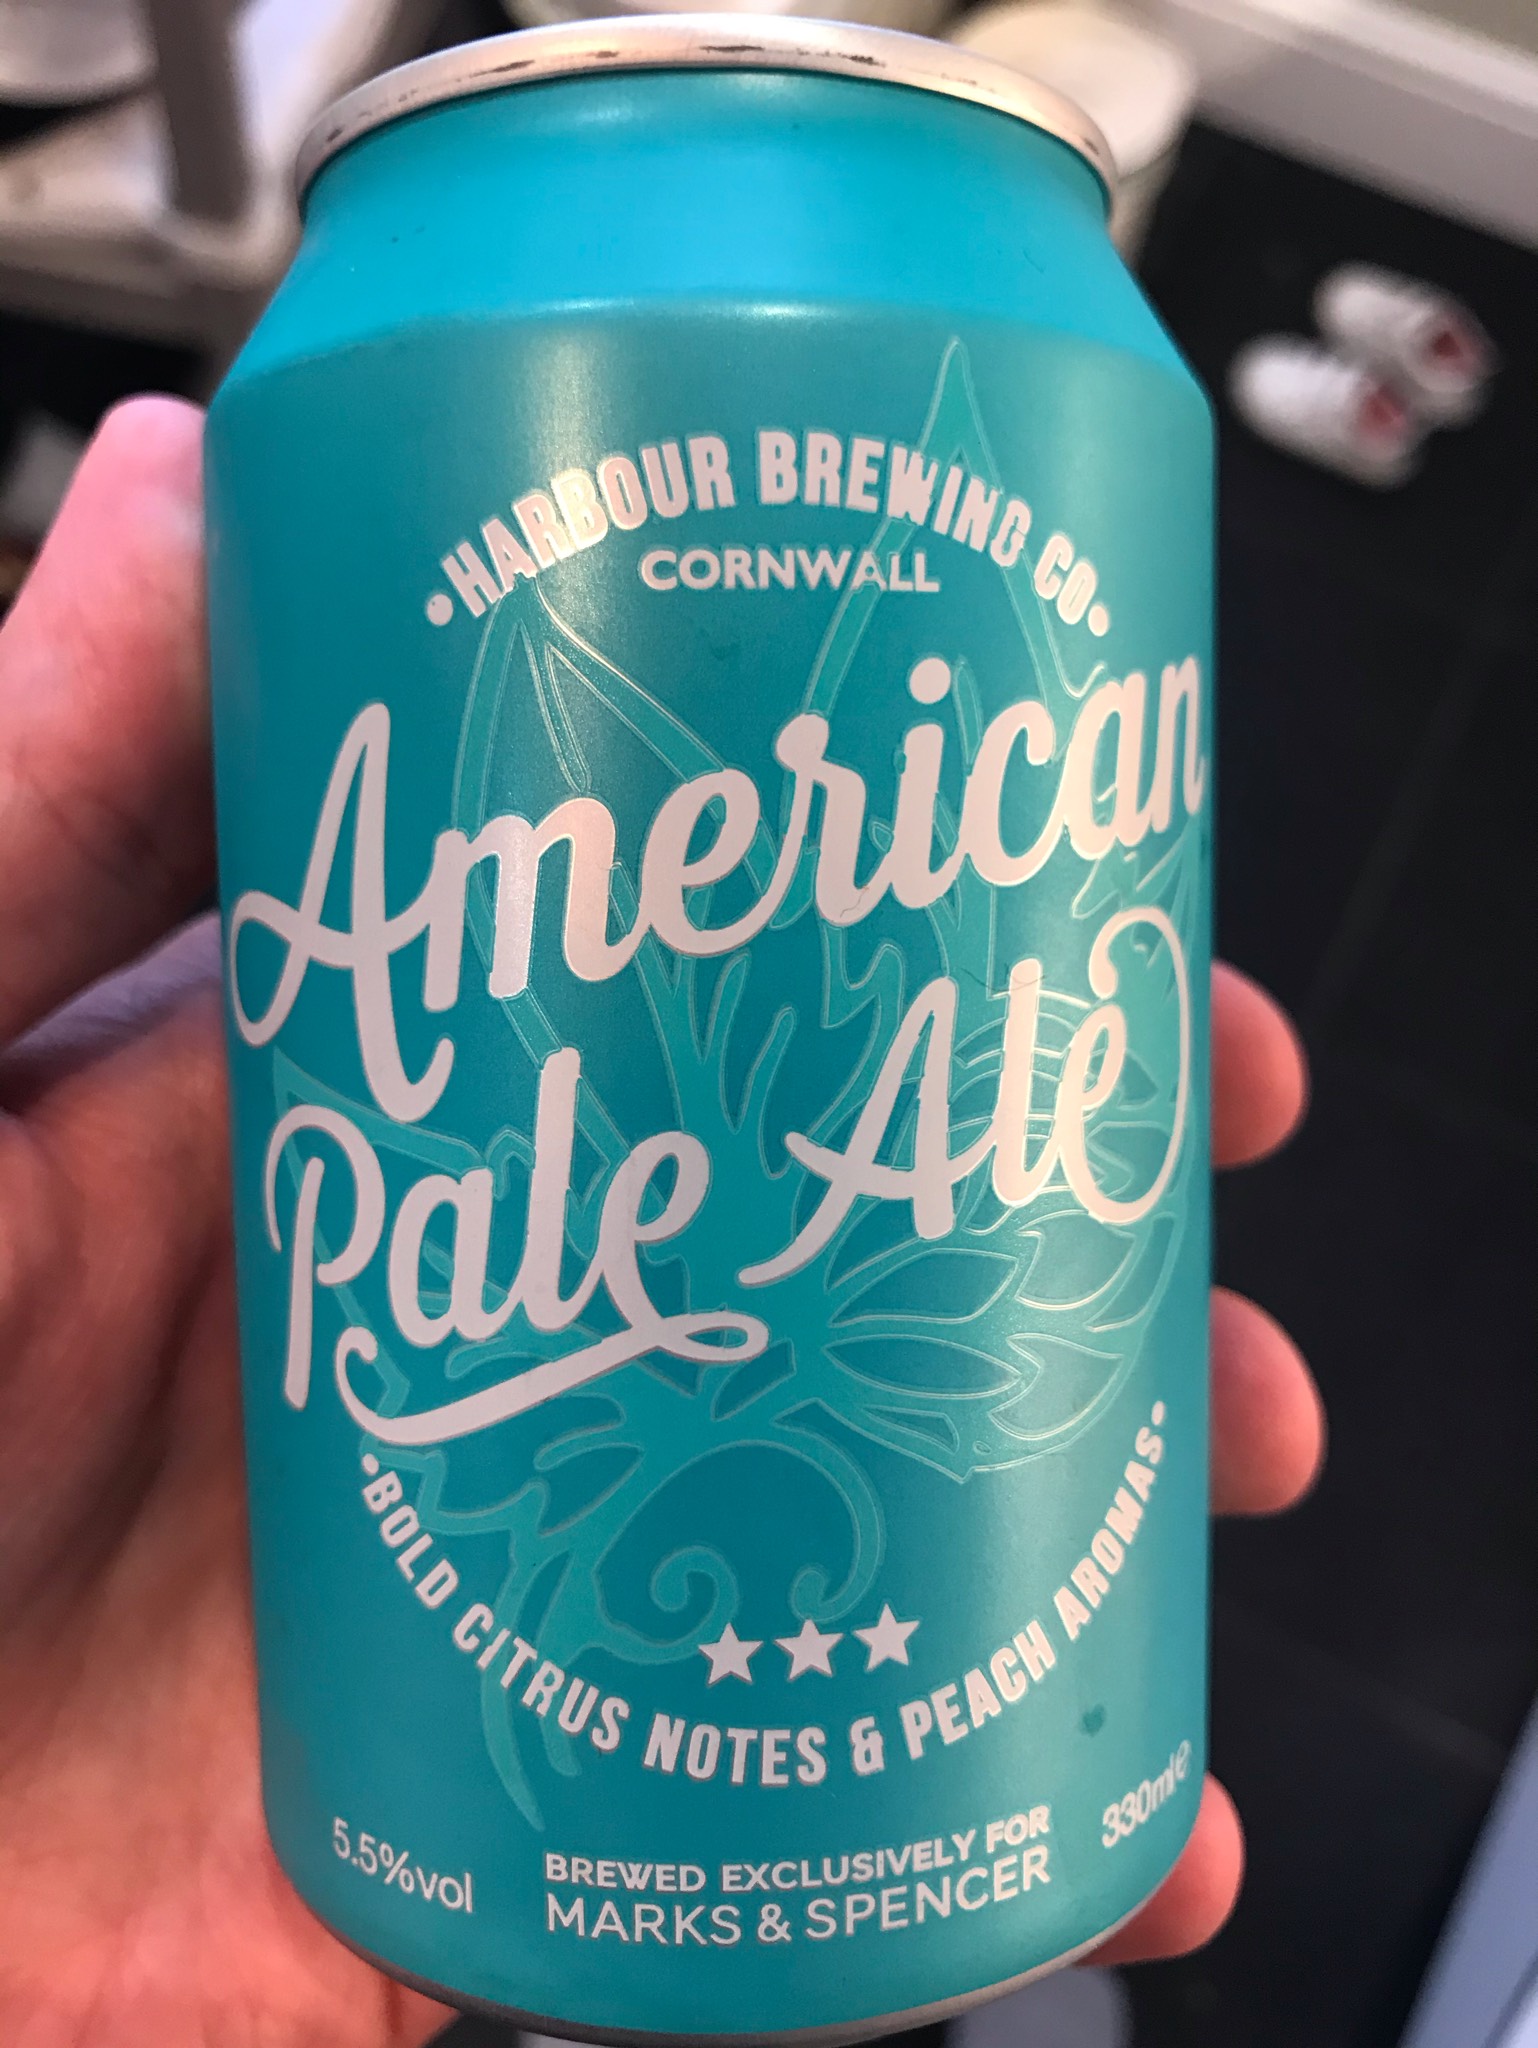 •HARBOUR BREWING CO•
CORNWALL
American
Pale Ale
•BOLD CITRUS NOTES & PEACH AROMAS•
5.5%vol
BREWED EXCLUSIVELY FOR
MARKS & SPENCER
330ml℮